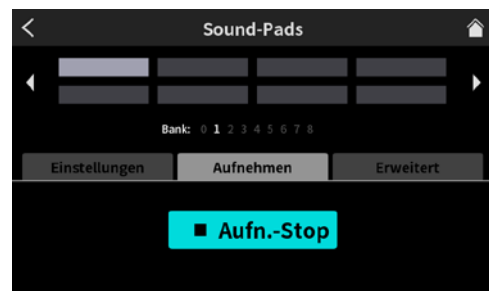 Sound-Pads
Bank: 0 1 2 3 4 5 6 7 8
Einstellungen Aufnehmen Erweitert
Aufn.-Stop